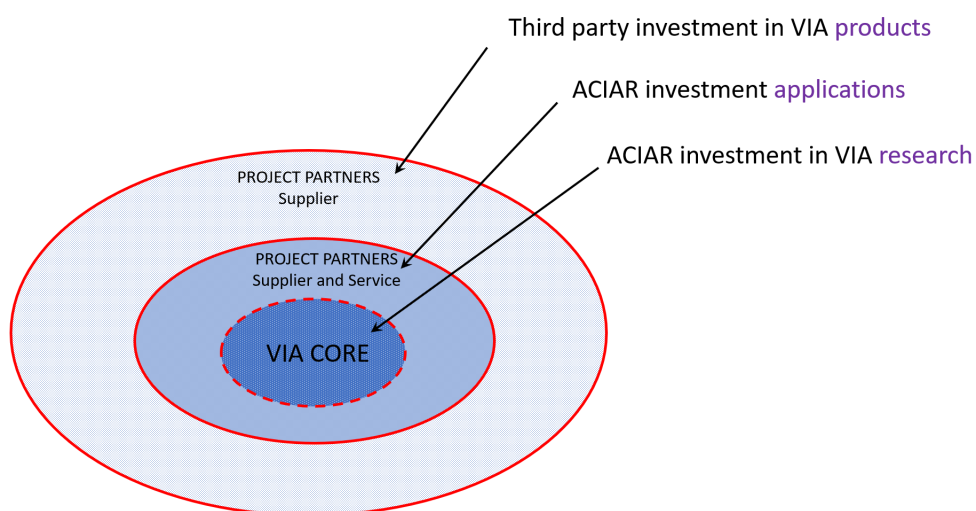 Third party investment in VIA products
ACIAR investment applications
ACIAR investment in VIA research
PROJECT PARTNERS
Supplier
PROJECT PARTNERS
Supplier and Service
VIA CORE